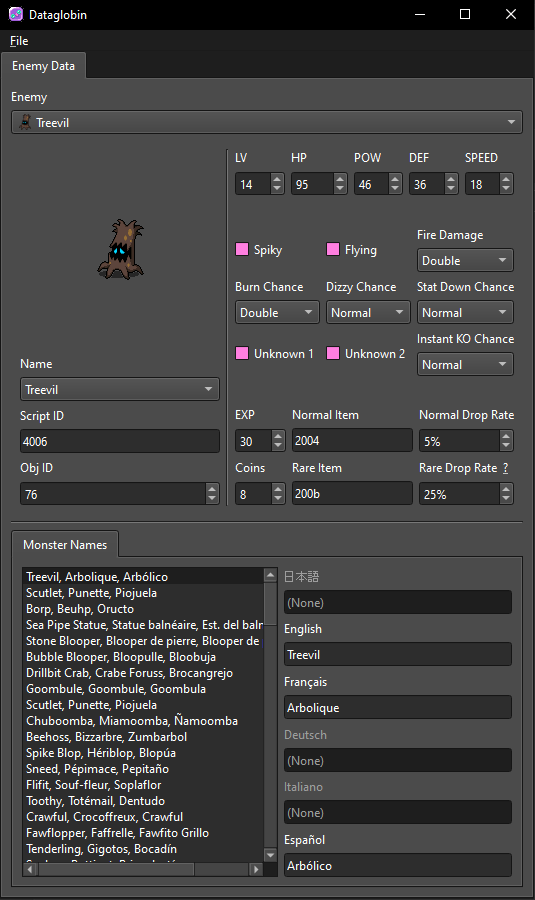 Dataglobin
File
Enemy Data
Enemy
Treevil
LV HP POW DEF SPEED
14 95 46 36 18
Spiky Flying Fire Damage
Double
Burn Chance Dizzy Chance Stat Down Chance
Double Normal Normal
Unknown 1 Unknown 2 Instant KO Chance
Normal
Name
Treevil
Script ID
4006
Obj ID
76
EXP Normal Item Normal Drop Rate
30 2004 5%
Coins Rare Item Rare Drop Rate ?
8 200b 25%
Monster Names
Treevil, Arbolique, Arbólico
Scutlet, Punette, Piojuela
Borp, Beuhp, Oructo
Sea Pipe Statue, Statue balnéaire, Est. del baln
Stone Blooper, Blooper de pierre, Blooper de
Bubble Blooper, Bloopulle, Bloobuja
Drillbit Crab, Crabe Foruss, Brocangrejo
Goombule, Goombule, Goombula
Scutlet, Punette, Piojuela
Chuboomba, Miamoomba, Ñamoomba
Beehoss, Bizzarbre, Zumbarbol
Spike Blop, Hériblop, Blopúa
Sneed, Pépimace, Pepitaño
Flifit, Souf-fleur, Soplaflor
Toothy, Totémail, Dentudo
Crawful, Crocoffreux, Crawful
Fawflopper, Faffrelle, Fawfito Grillo
Tenderling, Gigotos, Bocadín
日本語
(None)
English
Treevil
Français
Arbolique
Deutsch
(None)
Italiano
(None)
Español
Arbólico